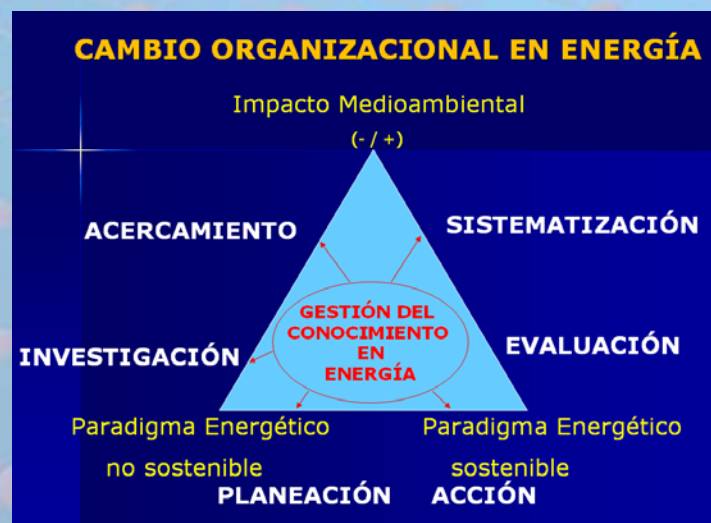 CAMBIO ORGANIZACIONAL EN ENERGÍA
Impacto Medioambiental
(- / +)
ACERCAMIENTO
SISTEMATIZACIÓN
GESTIÓN DEL
CONOCIMIENTO
EN
ENERGÍA
INVESTIGACIÓN
EVALUACIÓN
Paradigma Energético
no sostenible
Paradigma Energético
sostenible
PLANEACIÓN
ACCIÓN